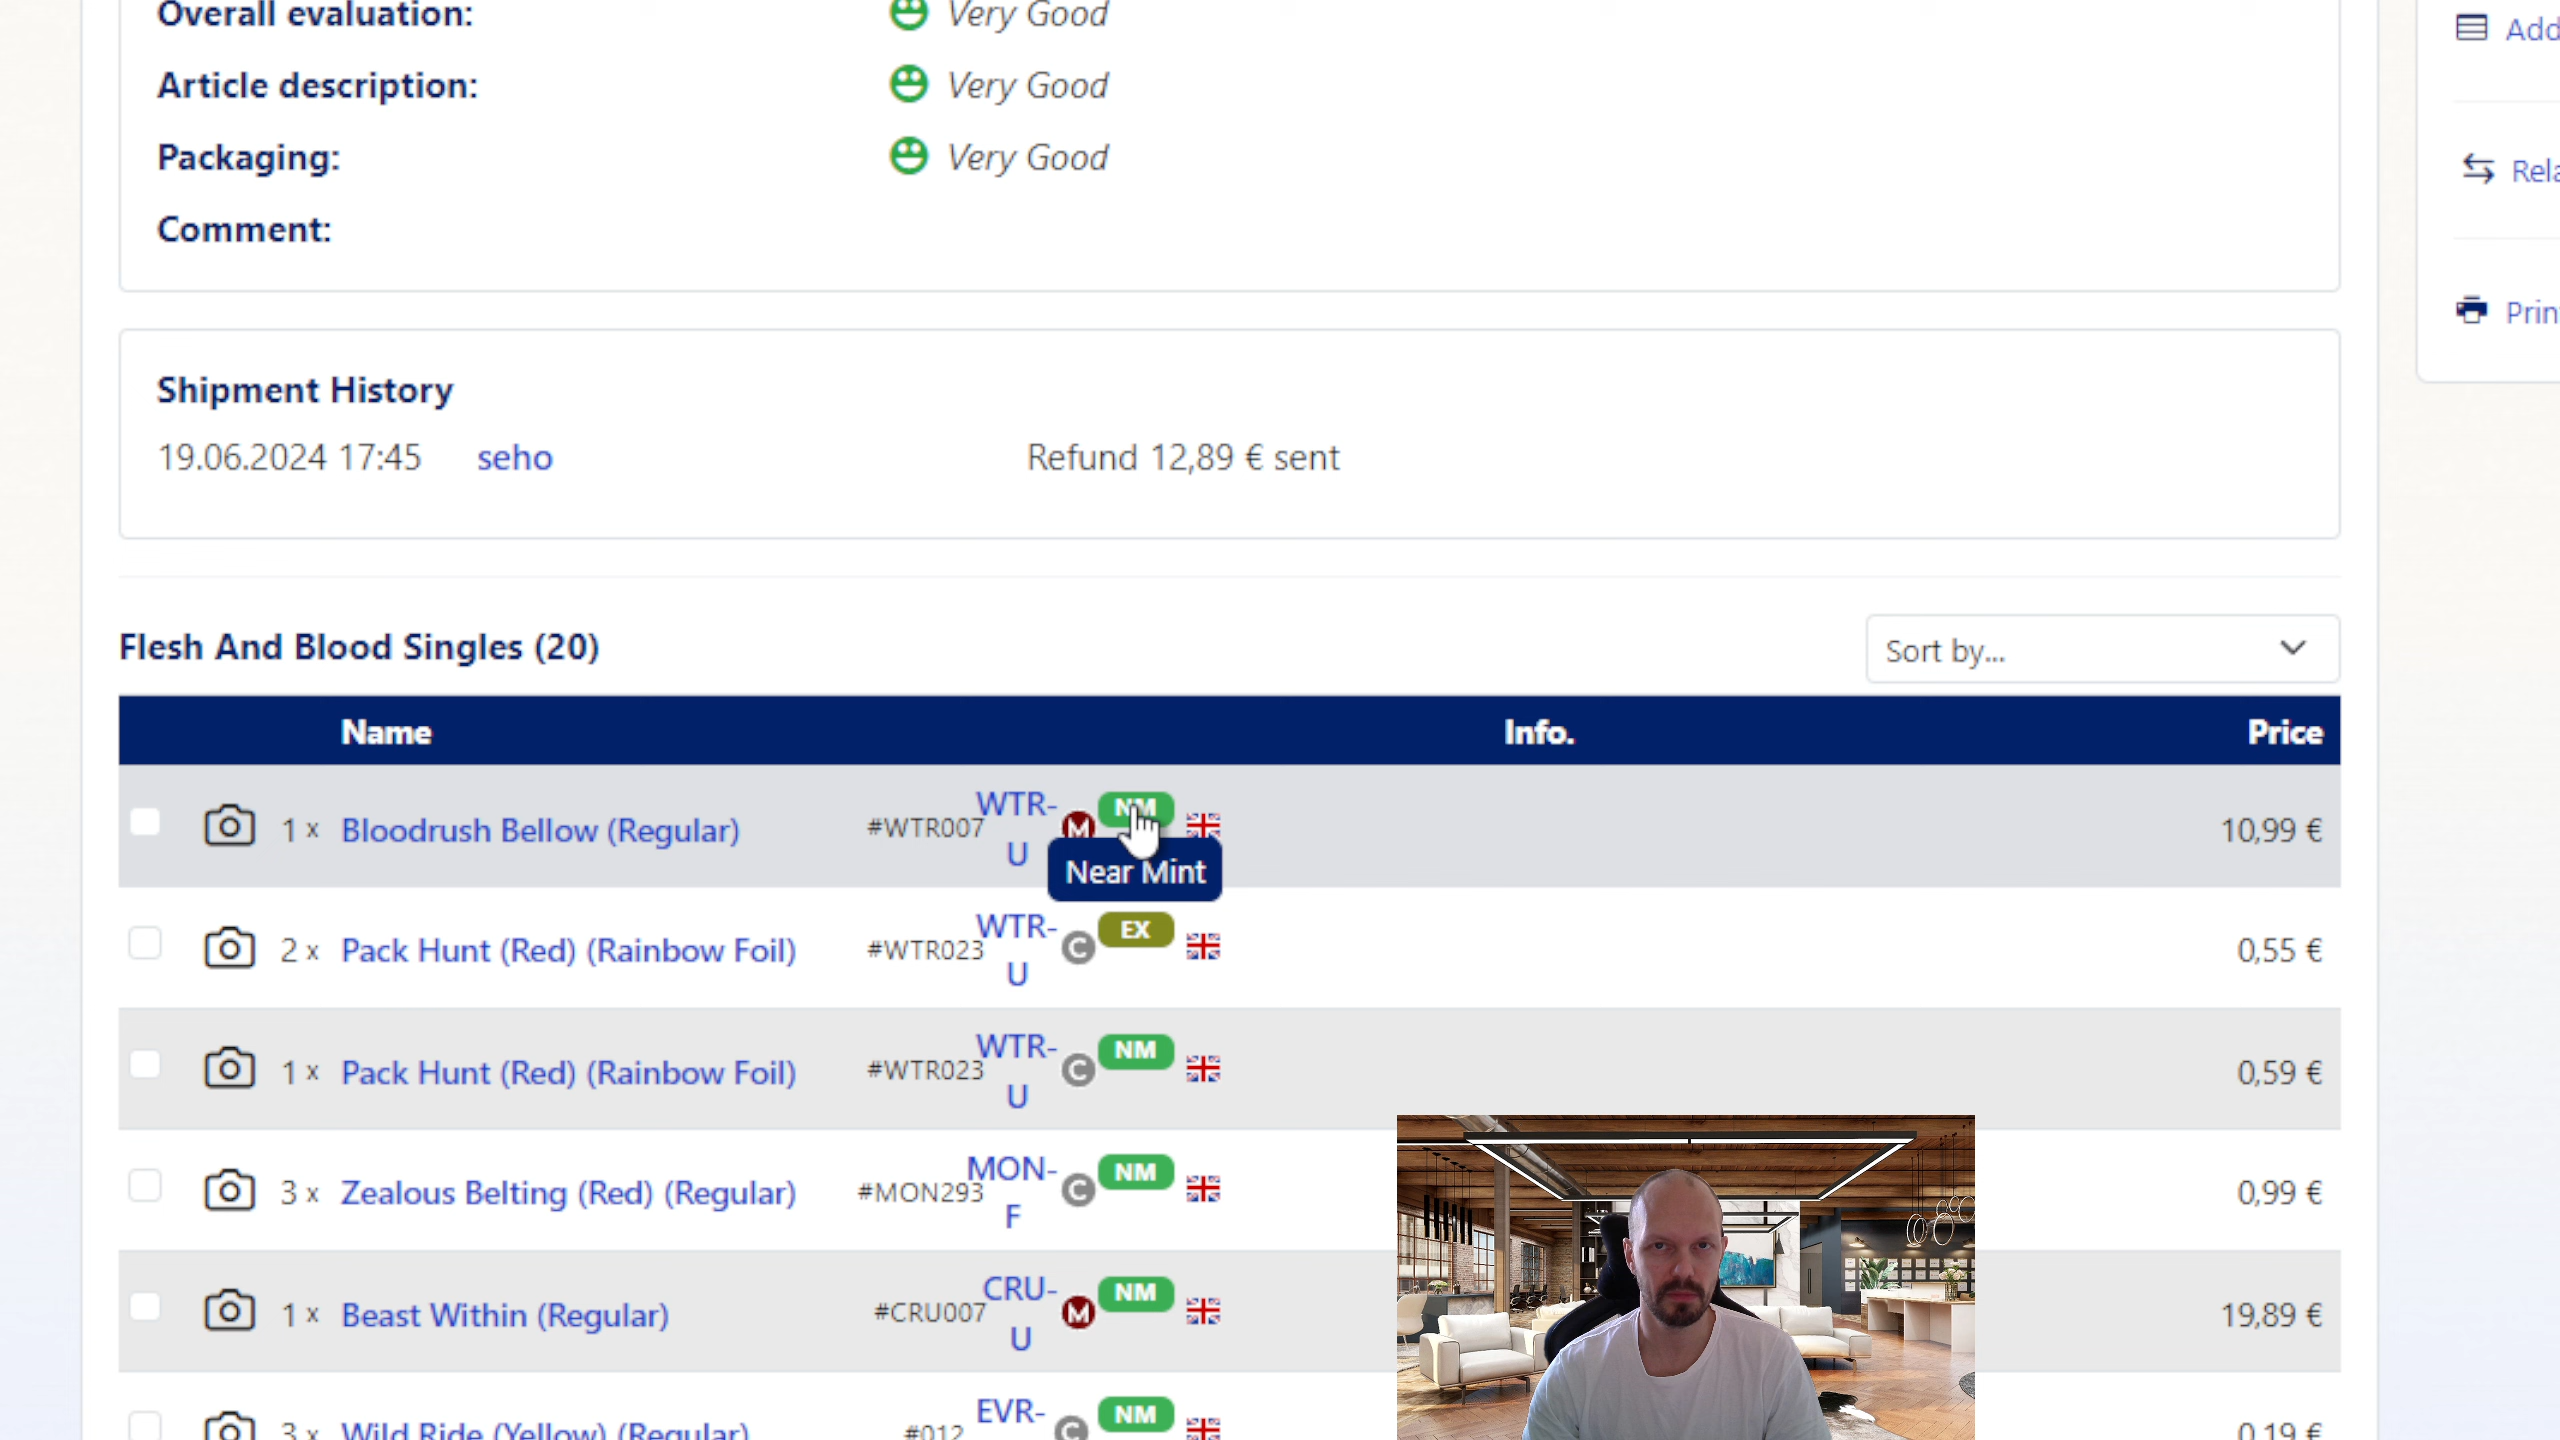 Overall evaluation: Very Good
Article description: Very Good
Packaging: Very Good
Comment:
Add
Rela
Prin
Shipment History
19.06.2024 17:45 seho Refund 12,89 € sent
Flesh And Blood Singles (20) Sort by...
Name Info. Price
1 x Bloodrush Bellow (Regular) #WTR007 WTR-U M NM 10,99 €
Near Mint
2 x Pack Hunt (Red) (Rainbow Foil) #WTR023 WTR-U C EX 0,55 €
1 x Pack Hunt (Red) (Rainbow Foil) #WTR023 WTR-U C NM 0,59 €
3 x Zealous Belting (Red) (Regular) #MON293 MON-F C NM 0,99 €
1 x Beast Within (Regular) #CRU007 CRU-U M NM 19,89 €
3 x Wild Ride (Yellow) (Regular) #012 EVR- C NM 0,19 €